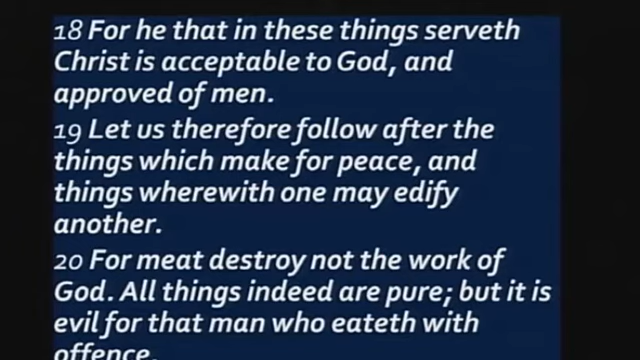 18 For he that in these things serveth
Christ is acceptable to God, and
approved of men.
19 Let us therefore follow after the
things which make for peace, and
things wherewith one may edify
another.
20 For meat destroy not the work of
God. All things indeed are pure; but it is
evil for that man who eateth with
offence.